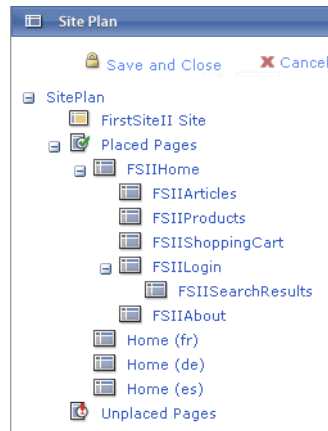 Site Plan
Save and Close Cancel
SitePlan
FirstSiteII Site
Placed Pages
FSIIHome
FSIIArticles
FSIIProducts
FSIIShoppingCart
FSIILogin
FSIISearchResults
FSIIAbout
Home (fr)
Home (de)
Home (es)
Unplaced Pages